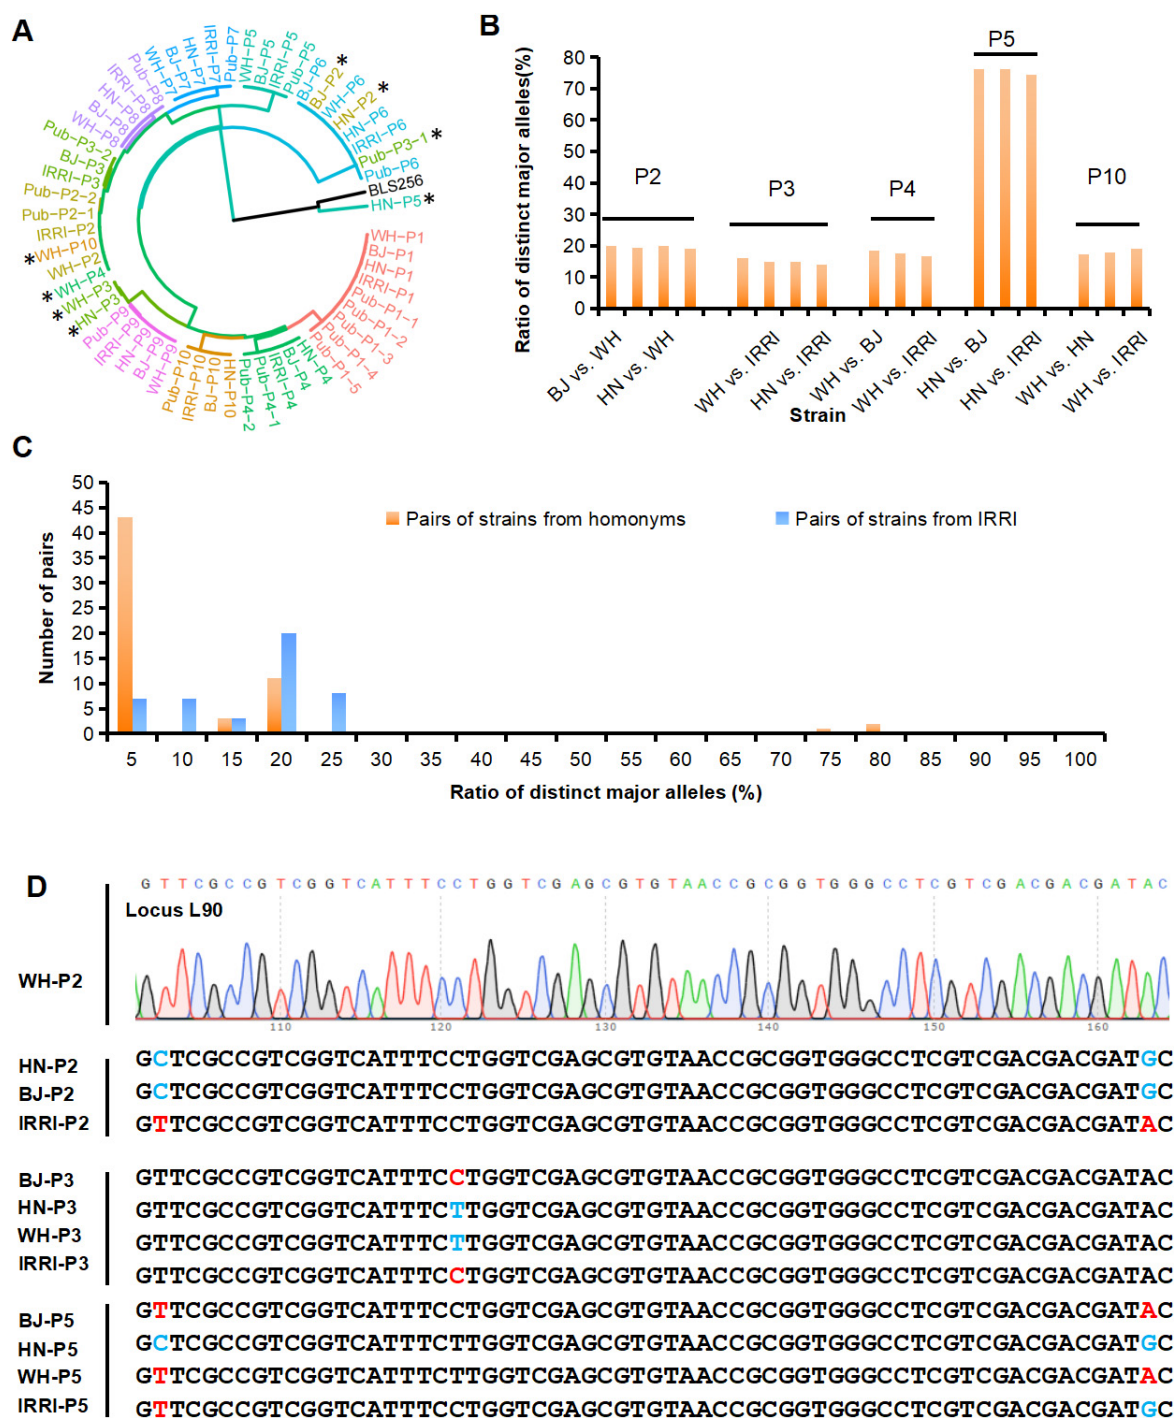 A
Pub-P3-2
BJ-P3
IRRI-P3
Pub-P2-2
Pub-P2-1
IRRI-P2
*WH-P10
WH-P2
*WH-P4
*WH-P3
*HN-P3
Pub-P9
IRRI-P9
HN-P9
BJ-P9
WH-P9
Pub-P10
IRRI-P10
BJ-P10
HN-P10
Pub-P4-2
Pub-P4-1
IRRI-P4
BJ-P4
HN-P4
Pub-P1-5
Pub-P1-4
Pub-P1-3
Pub-P1-2
Pub-P1-1
IRRI-P1
HN-P1
BJ-P1
WH-P1
HN-P5*
BLS256
Pub-P6
Pub-P3-1*
IRRI-P6
HN-P6
HN-P2*
WH-P6
BJ-P2*
BJ-P6
Pub-P5
IRRI-P5
BJ-P5
WH-P5
Pub-P7
IRRI-P7
HN-P7
BJ-P7
WH-P7
Pub-P8
IRRI-P8
HN-P8
BJ-P8
WH-P8
B
Ratio of distinct major alleles(%)
80
70
60
50
40
30
20
10
0
P2
P3
P4
P5
P10
BJ vs. WH
HN vs. WH
WH vs. IRRI
HN vs. IRRI
WH vs. BJ
WH vs. IRRI
HN vs. BJ
HN vs. IRRI
WH vs. HN
WH vs. IRRI
Strain
C
Number of pairs
50
45
40
35
30
25
20
15
10
5
0
Pairs of strains from homonyms
Pairs of strains from IRRI
5 10 15 20 25 30 35 40 45 50 55 60 65 70 75 80 85 90 95 100
Ratio of distinct major alleles (%)
D
G T T C G C C G T C G G T C A T T T C C T G G T C G A G C G T G T A A C C G C G G T G G G C C T C G T C G A C G A C G A T A C
Locus L90
WH-P2
110 120 130 140 150 160
HN-P2 GCTCGCCGTCGGTCATTTCCTGGTCGAGCGTGTAACCGCGGTGGGCCTCGTCGACGACGATGC
BJ-P2 GCTCGCCGTCGGTCATTTCCTGGTCGAGCGTGTAACCGCGGTGGGCCTCGTCGACGACGATGC
IRRI-P2 GTTCGCCGTCGGTCATTTCCTGGTCGAGCGTGTAACCGCGGTGGGCCTCGTCGACGACGATAC
BJ-P3 GTTCGCCGTCGGTCATTTCCTGGTCGAGCGTGTAACCGCGGTGGGCCTCGTCGACGACGATAC
HN-P3 GTTCGCCGTCGGTCATTTCTTGGTCGAGCGTGTAACCGCGGTGGGCCTCGTCGACGACGATAC
WH-P3 GTTCGCCGTCGGTCATTTCTTGGTCGAGCGTGTAACCGCGGTGGGCCTCGTCGACGACGATAC
IRRI-P3 GTTCGCCGTCGGTCATTTCCTGGTCGAGCGTGTAACCGCGGTGGGCCTCGTCGACGACGATAC
BJ-P5 GTTCGCCGTCGGTCATTTCCTGGTCGAGCGTGTAACCGCGGTGGGCCTCGTCGACGACGATAC
HN-P5 GCTCGCCGTCGGTCATTTCTTGGTCGAGCGTGTAACCGCGGTGGGCCTCGTCGACGACGATGC
WH-P5 GTTCGCCGTCGGTCATTTCTTGGTCGAGCGTGTAACCGCGGTGGGCCTCGTCGACGACGATAC
IRRI-P5 GTTCGCCGTCGGTCATTTCCTGGTCGAGCGTGTAACCGCGGTGGGCCTCGTCGACGACGATGC